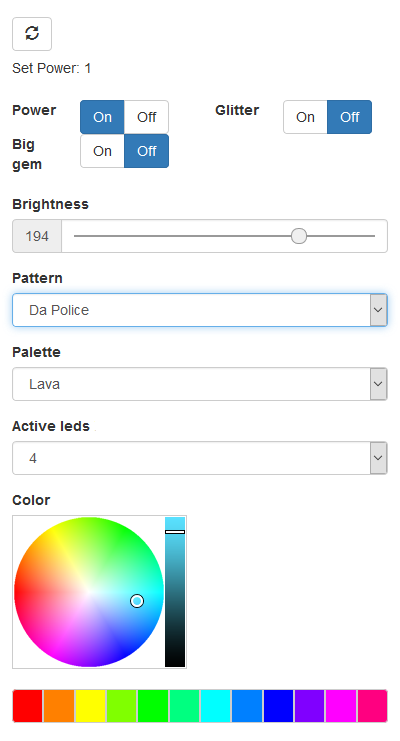 Set Power: 1
Power On Off Glitter On Off
Big gem On Off
Brightness
194
Pattern
Da Police
Palette
Lava
Active leds
4
Color